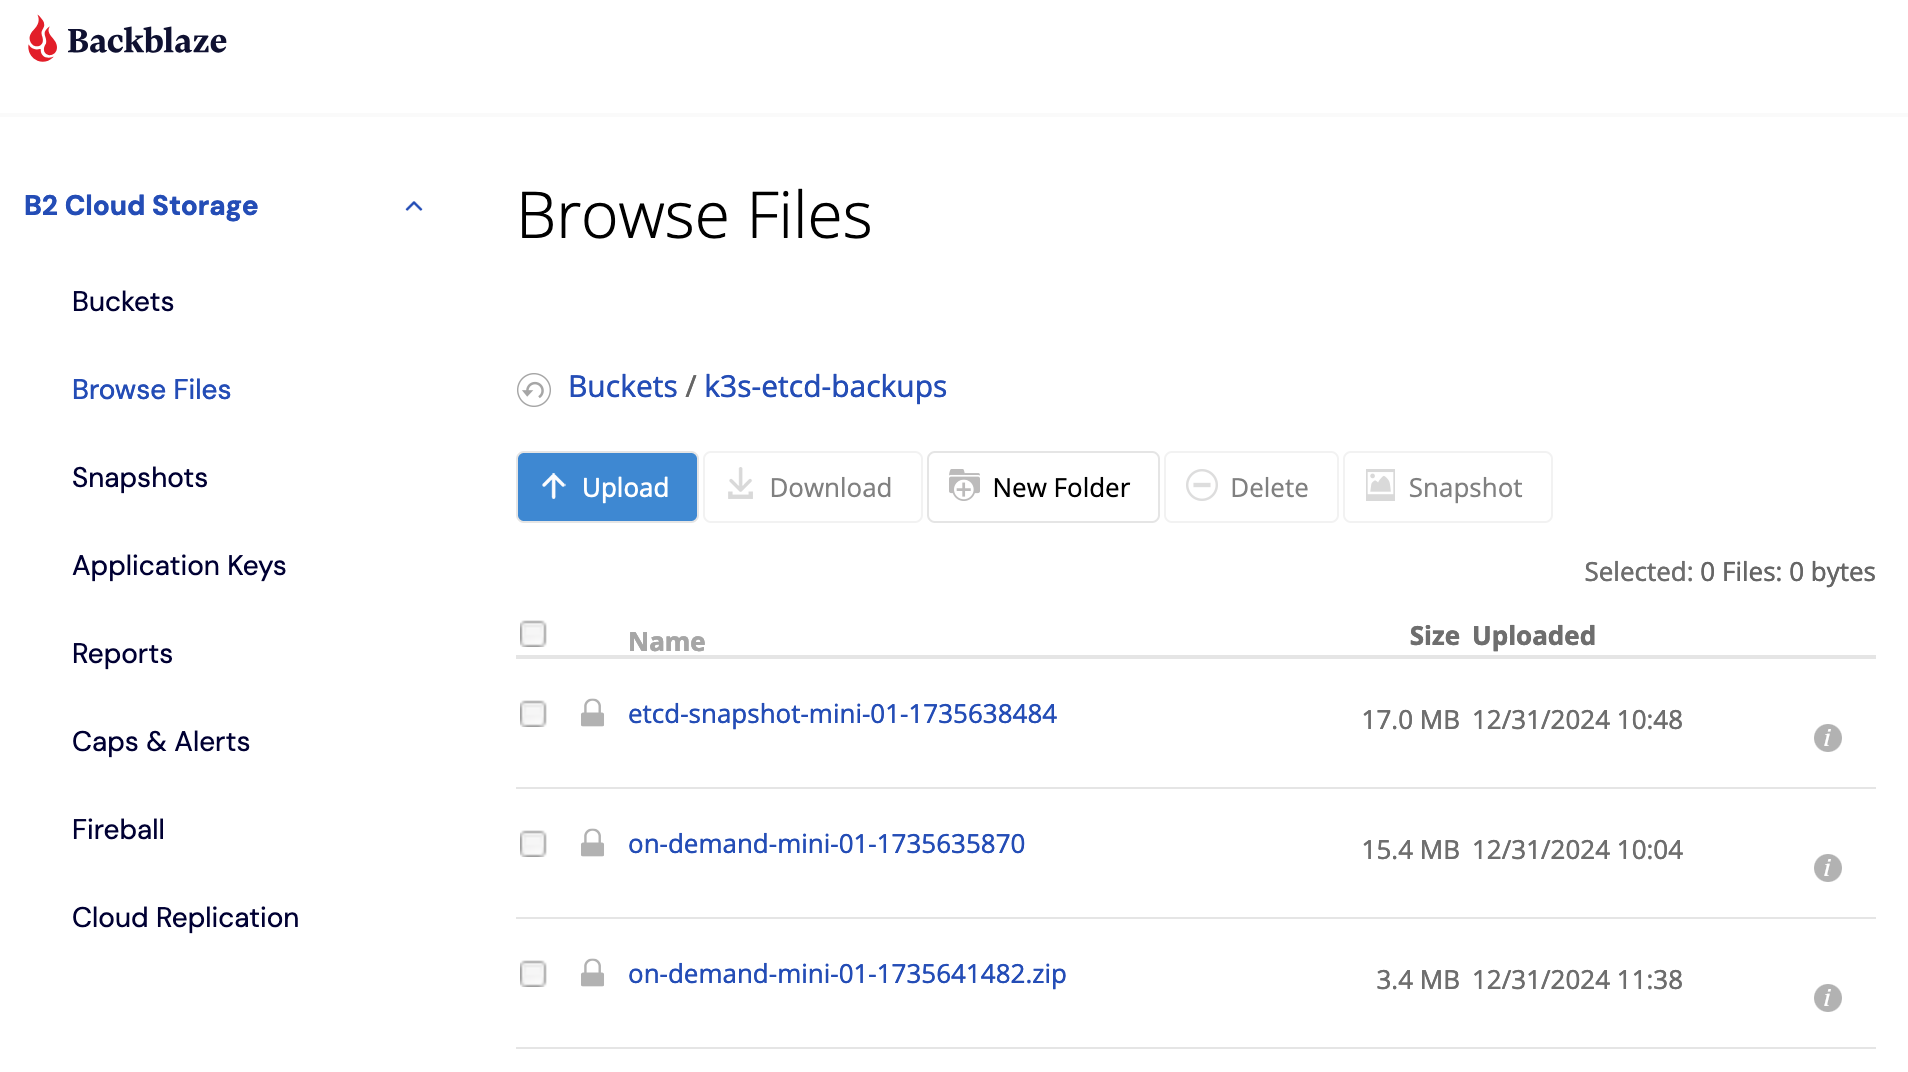 Backblaze
B2 Cloud Storage
Buckets
Browse Files
Snapshots
Application Keys
Reports
Caps & Alerts
Fireball
Cloud Replication
Browse Files
Buckets / k3s-etcd-backups
Upload Download New Folder Delete Snapshot
Selected: 0 Files: 0 bytes
Name Size Uploaded
etcd-snapshot-mini-01-1735638484 17.0 MB 12/31/2024 10:48
on-demand-mini-01-1735635870 15.4 MB 12/31/2024 10:04
on-demand-mini-01-1735641482.zip 3.4 MB 12/31/2024 11:38